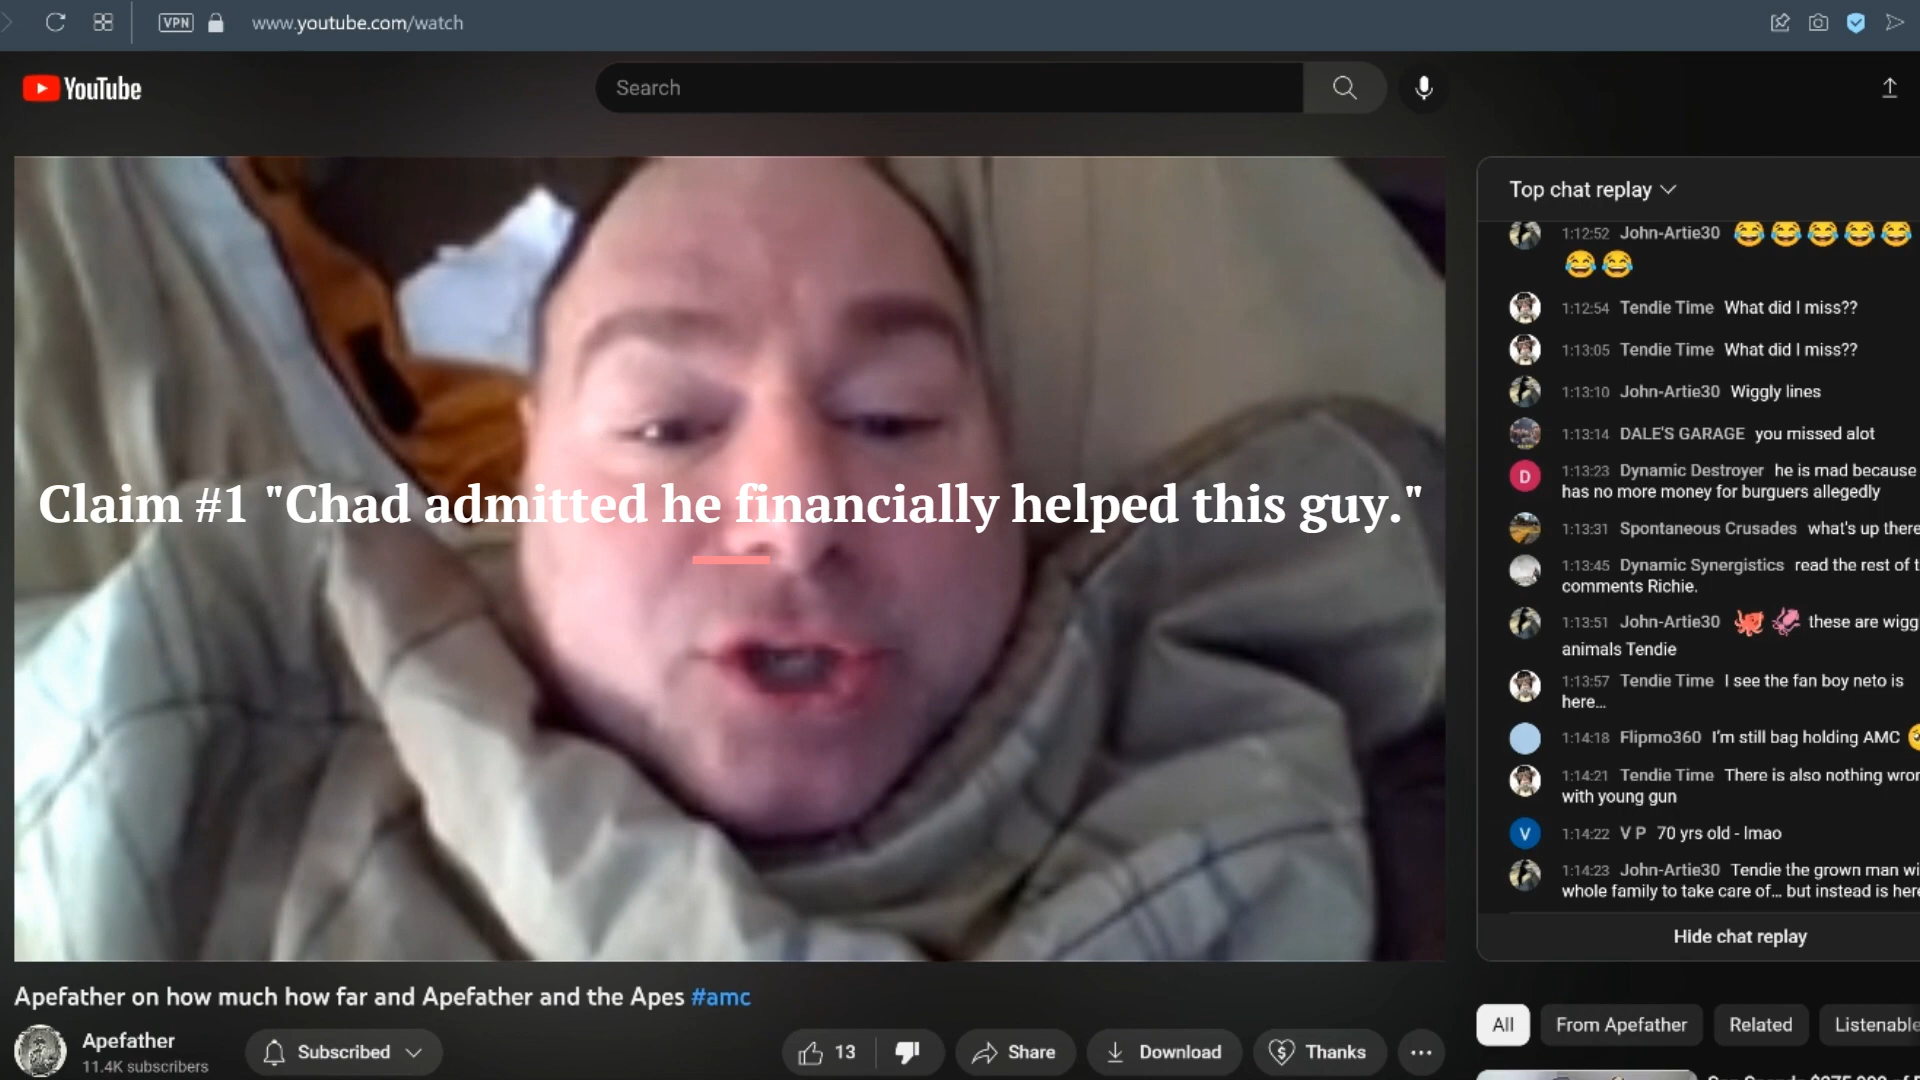 VPN www.youtube.com/watch
YouTube
Search
Claim #1 "Chad admitted he financially helped this guy."
Top chat replay
1:12:52 John-Artie30 😂😂😂😂😂
😂😂
1:12:54 Tendie Time What did I miss??
1:13:05 Tendie Time What did I miss??
1:13:10 John-Artie30 Wiggly lines
1:13:14 DALE'S GARAGE you missed alot
D
1:13:23 Dynamic Destroyer he is mad because
has no more money for burguers allegedly
1:13:31 Spontaneous Crusades what's up there
1:13:45 Dynamic Synergistics read the rest of t
comments Richie.
1:13:51 John-Artie30 🐙 🦑 these are wigg
animals Tendie
1:13:57 Tendie Time I see the fan boy neto is
here...
1:14:18 Flipmo360 I'm still bag holding AMC
1:14:21 Tendie Time There is also nothing wron
with young gun
V
1:14:22 V P 70 yrs old - lmao
1:14:23 John-Artie30 Tendie the grown man wi
whole family to take care of... but instead is here
Hide chat replay
Apefather on how much how far and Apefather and the Apes #amc
Apefather
11.4K subscribers
Subscribed
13
Share
Download
Thanks
All
From Apefather
Related
Listenable